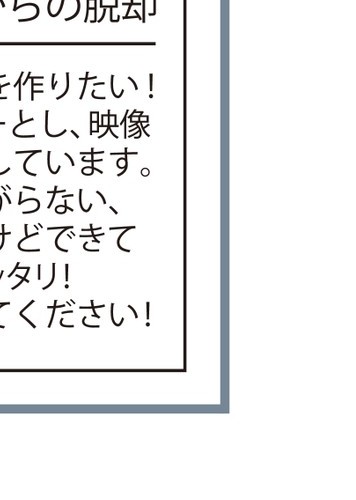 らの脱却
を作りたい！
とし、映像
しています。
がらない、
けどできて
ッタリ！
てください！